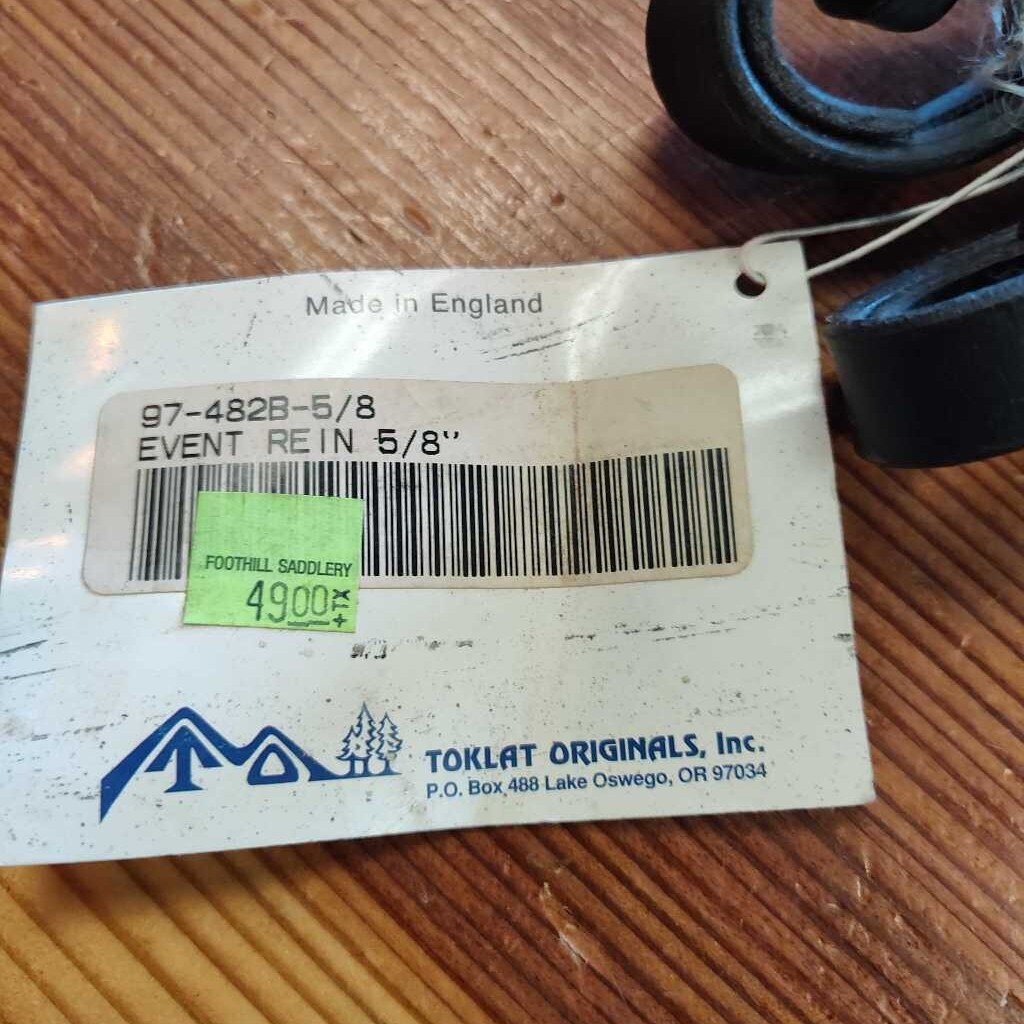 Made in England
97-482B-5/8
EVENT REIN 5/8"
FOOTHILL SADDLERY
49.00 +TX
TOKLAT ORIGINALS, Inc.
P.O. Box 488 Lake Oswego, OR 97034